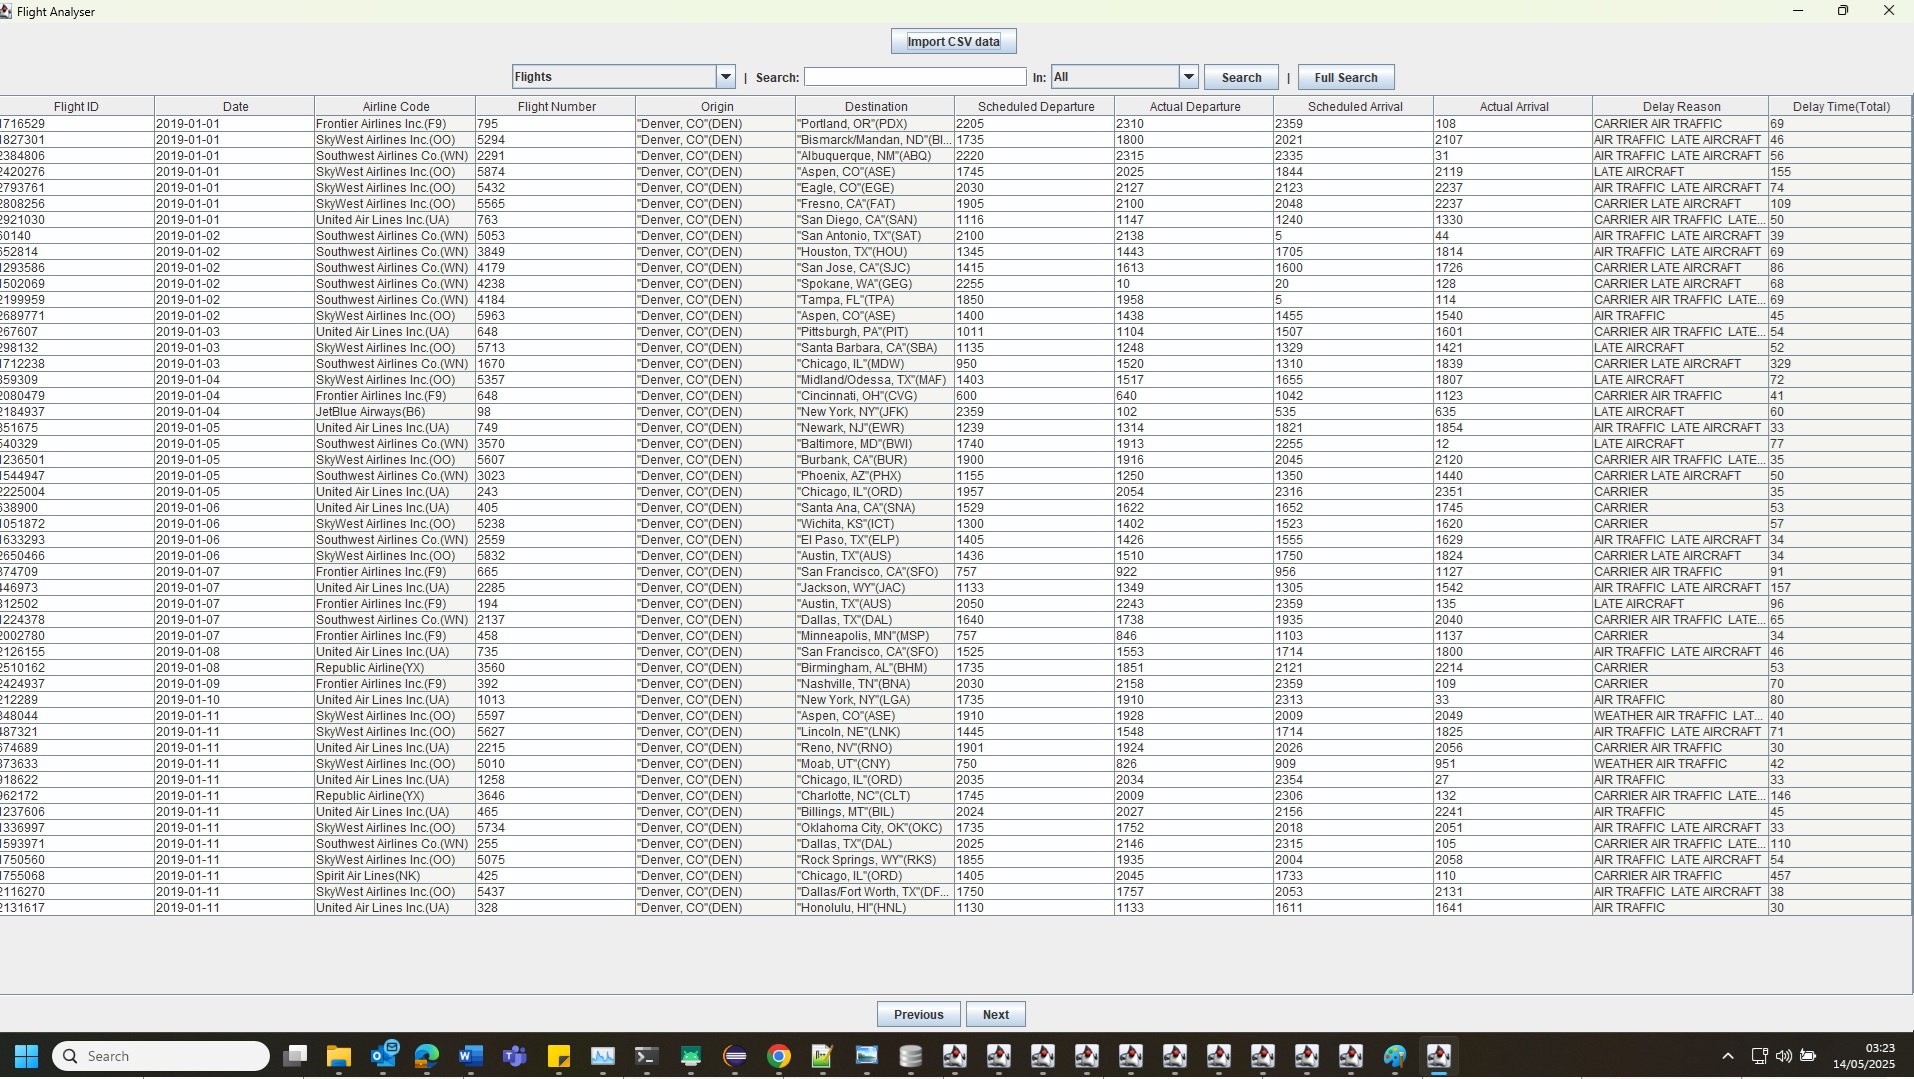 Flight Analyser
Import CSV data
Flights | Search: In: All Search | Full Search
Flight ID Date Airline Code Flight Number Origin Destination Scheduled Departure Actual Departure Scheduled Arrival Actual Arrival Delay Reason Delay Time(Total)
1716529 2019-01-01 Frontier Airlines Inc.(F9) 795 "Denver, CO"(DEN) "Portland, OR"(PDX) 2205 2310 2359 108 CARRIER AIR TRAFFIC 69
1827301 2019-01-01 SkyWest Airlines Inc.(OO) 5294 "Denver, CO"(DEN) "Bismarck/Mandan, ND"(BI... 1735 1800 2021 2107 AIR TRAFFIC LATE AIRCRAFT 46
2384806 2019-01-01 Southwest Airlines Co.(WN) 2291 "Denver, CO"(DEN) "Albuquerque, NM"(ABQ) 2220 2315 2335 31 AIR TRAFFIC LATE AIRCRAFT 56
2420276 2019-01-01 SkyWest Airlines Inc.(OO) 5874 "Denver, CO"(DEN) "Aspen, CO"(ASE) 1745 2025 1844 2119 LATE AIRCRAFT 155
2793761 2019-01-01 SkyWest Airlines Inc.(OO) 5432 "Denver, CO"(DEN) "Eagle, CO"(EGE) 2030 2127 2123 2237 AIR TRAFFIC LATE AIRCRAFT 74
2808256 2019-01-01 SkyWest Airlines Inc.(OO) 5565 "Denver, CO"(DEN) "Fresno, CA"(FAT) 1905 2100 2048 2237 CARRIER LATE AIRCRAFT 109
2921030 2019-01-01 United Air Lines Inc.(UA) 763 "Denver, CO"(DEN) "San Diego, CA"(SAN) 1116 1147 1240 1330 CARRIER AIR TRAFFIC LATE... 50
60140 2019-01-02 Southwest Airlines Co.(WN) 5053 "Denver, CO"(DEN) "San Antonio, TX"(SAT) 2100 2138 5 44 AIR TRAFFIC LATE AIRCRAFT 39
652814 2019-01-02 Southwest Airlines Co.(WN) 3849 "Denver, CO"(DEN) "Houston, TX"(HOU) 1345 1443 1705 1814 AIR TRAFFIC LATE AIRCRAFT 69
1293586 2019-01-02 Southwest Airlines Co.(WN) 4179 "Denver, CO"(DEN) "San Jose, CA"(SJC) 1415 1613 1600 1726 CARRIER LATE AIRCRAFT 86
1502069 2019-01-02 Southwest Airlines Co.(WN) 4238 "Denver, CO"(DEN) "Spokane, WA"(GEG) 2255 10 20 128 CARRIER LATE AIRCRAFT 68
2199959 2019-01-02 Southwest Airlines Co.(WN) 4184 "Denver, CO"(DEN) "Tampa, FL"(TPA) 1850 1958 5 114 CARRIER AIR TRAFFIC LATE... 69
2689771 2019-01-02 SkyWest Airlines Inc.(OO) 5963 "Denver, CO"(DEN) "Aspen, CO"(ASE) 1400 1438 1455 1540 AIR TRAFFIC 45
267607 2019-01-03 United Air Lines Inc.(UA) 648 "Denver, CO"(DEN) "Pittsburgh, PA"(PIT) 1011 1104 1507 1601 CARRIER AIR TRAFFIC LATE... 54
298132 2019-01-03 SkyWest Airlines Inc.(OO) 5713 "Denver, CO"(DEN) "Santa Barbara, CA"(SBA) 1135 1248 1329 1421 LATE AIRCRAFT 52
1712238 2019-01-03 Southwest Airlines Co.(WN) 1670 "Denver, CO"(DEN) "Chicago, IL"(MDW) 950 1520 1310 1839 CARRIER LATE AIRCRAFT 329
359309 2019-01-04 SkyWest Airlines Inc.(OO) 5357 "Denver, CO"(DEN) "Midland/Odessa, TX"(MAF) 1403 1517 1655 1807 LATE AIRCRAFT 72
2080479 2019-01-04 Frontier Airlines Inc.(F9) 648 "Denver, CO"(DEN) "Cincinnati, OH"(CVG) 600 640 1042 1123 CARRIER AIR TRAFFIC 41
2184937 2019-01-04 JetBlue Airways(B6) 98 "Denver, CO"(DEN) "New York, NY"(JFK) 2359 102 535 635 LATE AIRCRAFT 60
351675 2019-01-05 United Air Lines Inc.(UA) 749 "Denver, CO"(DEN) "Newark, NJ"(EWR) 1239 1314 1821 1854 AIR TRAFFIC LATE AIRCRAFT 33
540329 2019-01-05 Southwest Airlines Co.(WN) 3570 "Denver, CO"(DEN) "Baltimore, MD"(BWI) 1740 1913 2255 12 LATE AIRCRAFT 77
1236501 2019-01-05 SkyWest Airlines Inc.(OO) 5607 "Denver, CO"(DEN) "Burbank, CA"(BUR) 1900 1916 2045 2120 CARRIER AIR TRAFFIC LATE... 35
1544947 2019-01-05 Southwest Airlines Co.(WN) 3023 "Denver, CO"(DEN) "Phoenix, AZ"(PHX) 1155 1250 1350 1440 CARRIER LATE AIRCRAFT 50
2225004 2019-01-05 United Air Lines Inc.(UA) 243 "Denver, CO"(DEN) "Chicago, IL"(ORD) 1957 2054 2316 2351 CARRIER 35
638900 2019-01-06 United Air Lines Inc.(UA) 405 "Denver, CO"(DEN) "Santa Ana, CA"(SNA) 1529 1622 1652 1745 CARRIER 53
1051872 2019-01-06 SkyWest Airlines Inc.(OO) 5238 "Denver, CO"(DEN) "Wichita, KS"(ICT) 1300 1402 1523 1620 CARRIER 57
1633293 2019-01-06 Southwest Airlines Co.(WN) 2559 "Denver, CO"(DEN) "El Paso, TX"(ELP) 1405 1426 1555 1629 AIR TRAFFIC LATE AIRCRAFT 34
2650466 2019-01-06 SkyWest Airlines Inc.(OO) 5832 "Denver, CO"(DEN) "Austin, TX"(AUS) 1436 1510 1750 1824 CARRIER LATE AIRCRAFT 34
374709 2019-01-07 Frontier Airlines Inc.(F9) 665 "Denver, CO"(DEN) "San Francisco, CA"(SFO) 757 922 956 1127 CARRIER AIR TRAFFIC 91
446973 2019-01-07 United Air Lines Inc.(UA) 2285 "Denver, CO"(DEN) "Jackson, WY"(JAC) 1133 1349 1305 1542 AIR TRAFFIC LATE AIRCRAFT 157
812502 2019-01-07 Frontier Airlines Inc.(F9) 194 "Denver, CO"(DEN) "Austin, TX"(AUS) 2050 2243 2359 135 LATE AIRCRAFT 96
1224378 2019-01-07 Southwest Airlines Co.(WN) 2137 "Denver, CO"(DEN) "Dallas, TX"(DAL) 1640 1738 1935 2040 CARRIER AIR TRAFFIC LATE... 65
2002780 2019-01-07 Frontier Airlines Inc.(F9) 458 "Denver, CO"(DEN) "Minneapolis, MN"(MSP) 757 846 1103 1137 CARRIER 34
2126155 2019-01-08 United Air Lines Inc.(UA) 735 "Denver, CO"(DEN) "San Francisco, CA"(SFO) 1525 1553 1714 1800 AIR TRAFFIC LATE AIRCRAFT 46
2510162 2019-01-08 Republic Airline(YX) 3560 "Denver, CO"(DEN) "Birmingham, AL"(BHM) 1735 1851 2121 2214 CARRIER 53
2424937 2019-01-09 Frontier Airlines Inc.(F9) 392 "Denver, CO"(DEN) "Nashville, TN"(BNA) 2030 2158 2359 109 CARRIER 70
212289 2019-01-10 United Air Lines Inc.(UA) 1013 "Denver, CO"(DEN) "New York, NY"(LGA) 1735 1910 2313 33 AIR TRAFFIC 80
348044 2019-01-11 SkyWest Airlines Inc.(OO) 5597 "Denver, CO"(DEN) "Aspen, CO"(ASE) 1910 1928 2009 2049 WEATHER AIR TRAFFIC LAT... 40
487321 2019-01-11 SkyWest Airlines Inc.(OO) 5627 "Denver, CO"(DEN) "Lincoln, NE"(LNK) 1445 1548 1714 1825 AIR TRAFFIC LATE AIRCRAFT 71
674689 2019-01-11 United Air Lines Inc.(UA) 2215 "Denver, CO"(DEN) "Reno, NV"(RNO) 1901 1924 2026 2056 CARRIER AIR TRAFFIC 30
873633 2019-01-11 SkyWest Airlines Inc.(OO) 5010 "Denver, CO"(DEN) "Moab, UT"(CNY) 750 826 909 951 WEATHER AIR TRAFFIC 42
918622 2019-01-11 United Air Lines Inc.(UA) 1258 "Denver, CO"(DEN) "Chicago, IL"(ORD) 2035 2034 2354 27 AIR TRAFFIC 33
962172 2019-01-11 Republic Airline(YX) 3646 "Denver, CO"(DEN) "Charlotte, NC"(CLT) 1745 2009 2306 132 CARRIER AIR TRAFFIC LATE... 146
1237606 2019-01-11 United Air Lines Inc.(UA) 465 "Denver, CO"(DEN) "Billings, MT"(BIL) 2024 2027 2156 2241 AIR TRAFFIC 45
1336997 2019-01-11 SkyWest Airlines Inc.(OO) 5734 "Denver, CO"(DEN) "Oklahoma City, OK"(OKC) 1735 1752 2018 2051 AIR TRAFFIC LATE AIRCRAFT 33
1593971 2019-01-11 Southwest Airlines Co.(WN) 255 "Denver, CO"(DEN) "Dallas, TX"(DAL) 2025 2146 2315 105 CARRIER AIR TRAFFIC LATE... 110
1750560 2019-01-11 SkyWest Airlines Inc.(OO) 5075 "Denver, CO"(DEN) "Rock Springs, WY"(RKS) 1855 1935 2004 2058 AIR TRAFFIC LATE AIRCRAFT 54
1755068 2019-01-11 Spirit Air Lines(NK) 425 "Denver, CO"(DEN) "Chicago, IL"(ORD) 1405 2045 1733 110 CARRIER AIR TRAFFIC 457
2116270 2019-01-11 SkyWest Airlines Inc.(OO) 5437 "Denver, CO"(DEN) "Dallas/Fort Worth, TX"(DF... 1750 1757 2053 2131 AIR TRAFFIC LATE AIRCRAFT 38
2131617 2019-01-11 United Air Lines Inc.(UA) 328 "Denver, CO"(DEN) "Honolulu, HI"(HNL) 1130 1133 1611 1641 AIR TRAFFIC 30
Previous Next
Search 03:23
14/05/2025